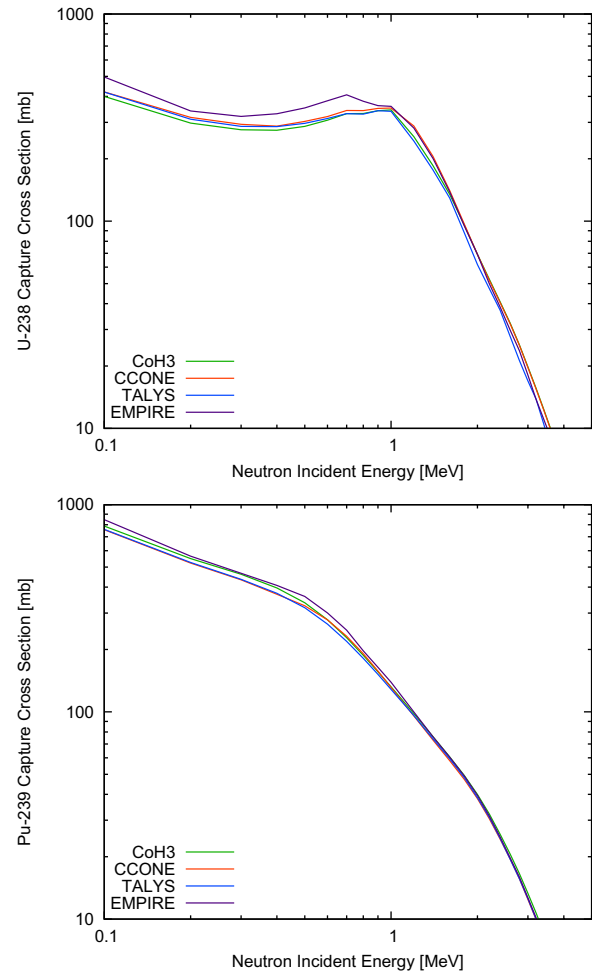 1000
100
10
U-238 Capture Cross Section [mb]
CoH3
CCONE
TALYS
EMPIRE
0.1
1
Neutron Incident Energy [MeV]
1000
100
10
Pu-239 Capture Cross Section [mb]
CoH3
CCONE
TALYS
EMPIRE
0.1
1
Neutron Incident Energy [MeV]